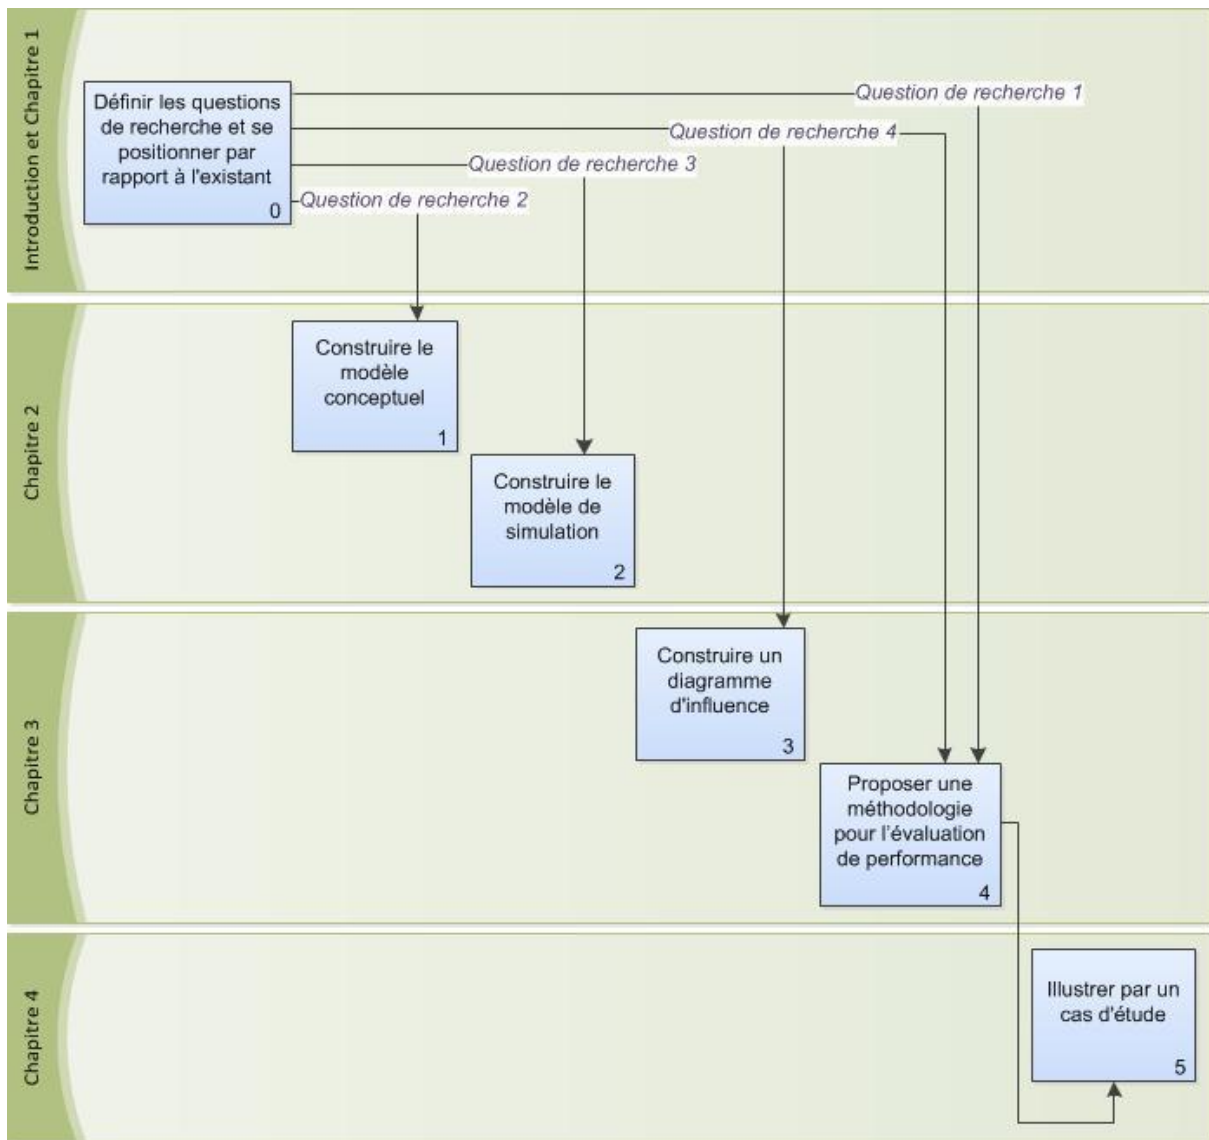 Introduction et Chapitre 1
Définir les questions
de recherche et se
positionner par
rapport à l'existant
0
Question de recherche 1
Question de recherche 4
Question de recherche 3
Question de recherche 2
Chapitre 2
Construire le
modèle
conceptuel
1
Construire le
modèle de
simulation
2
Chapitre 3
Construire un
diagramme
d'influence
3
Proposer une
méthodologie
pour l’évaluation
de performance
4
Chapitre 4
Illustrer par un
cas d'étude
5